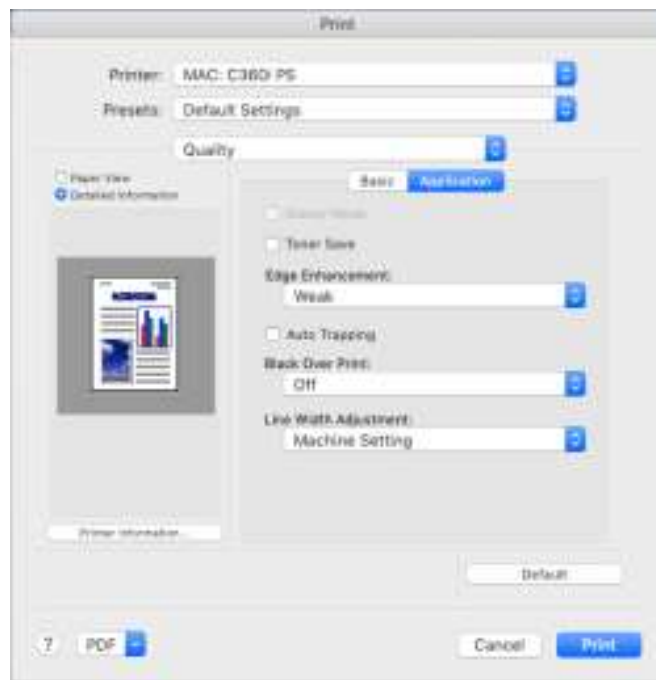 Print
Printer: MAC: C360i PS
Presets: Default Settings
Quality
Paper View
Detailed Information
Basic Application
Toner Save
Edge Enhancement:
Weak
Auto Trapping
Black Over Print:
Off
Line Width Adjustment:
Machine Setting
Printer Information...
Default
? PDF Cancel Print